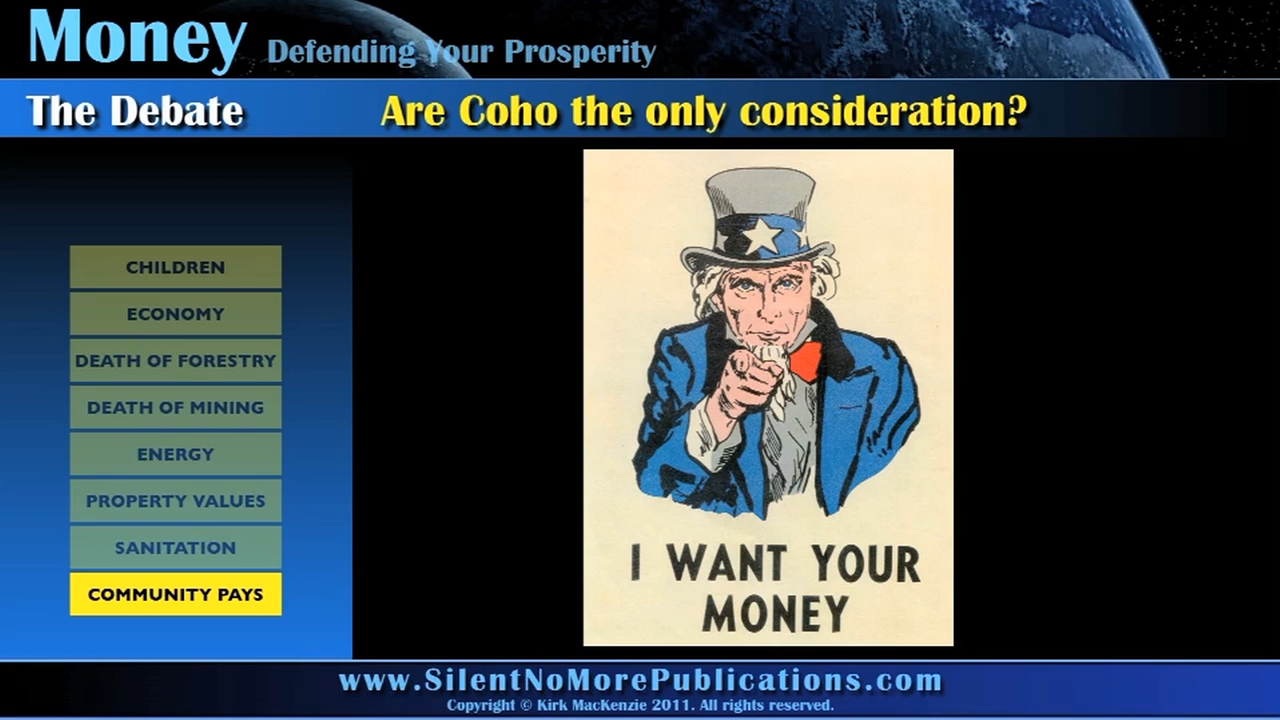 Money Defending Your Prosperity
The Debate
Are Coho the only consideration?
CHILDREN
ECONOMY
DEATH OF FORESTRY
DEATH OF MINING
ENERGY
PROPERTY VALUES
SANITATION
COMMUNITY PAYS
I WANT YOUR
MONEY
www.SilentNoMorePublications.com
Copyright © Kirk MacKenzie 2011. All rights reserved.